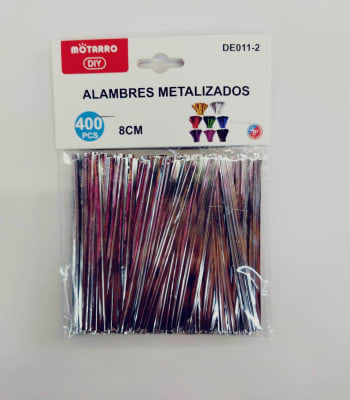 MOTARRO
DIY
DE011-2
ALAMBRES METALIZADOS
400
PCS
8CM